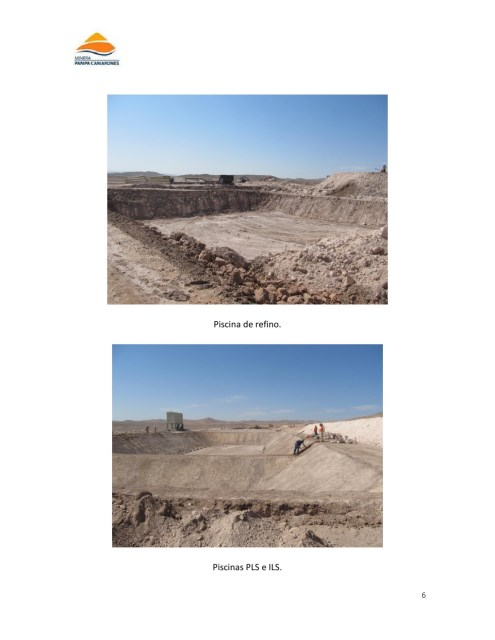 MINERA
PAMPA CAMARONES
Piscina de refino.
Piscinas PLS e ILS.
6